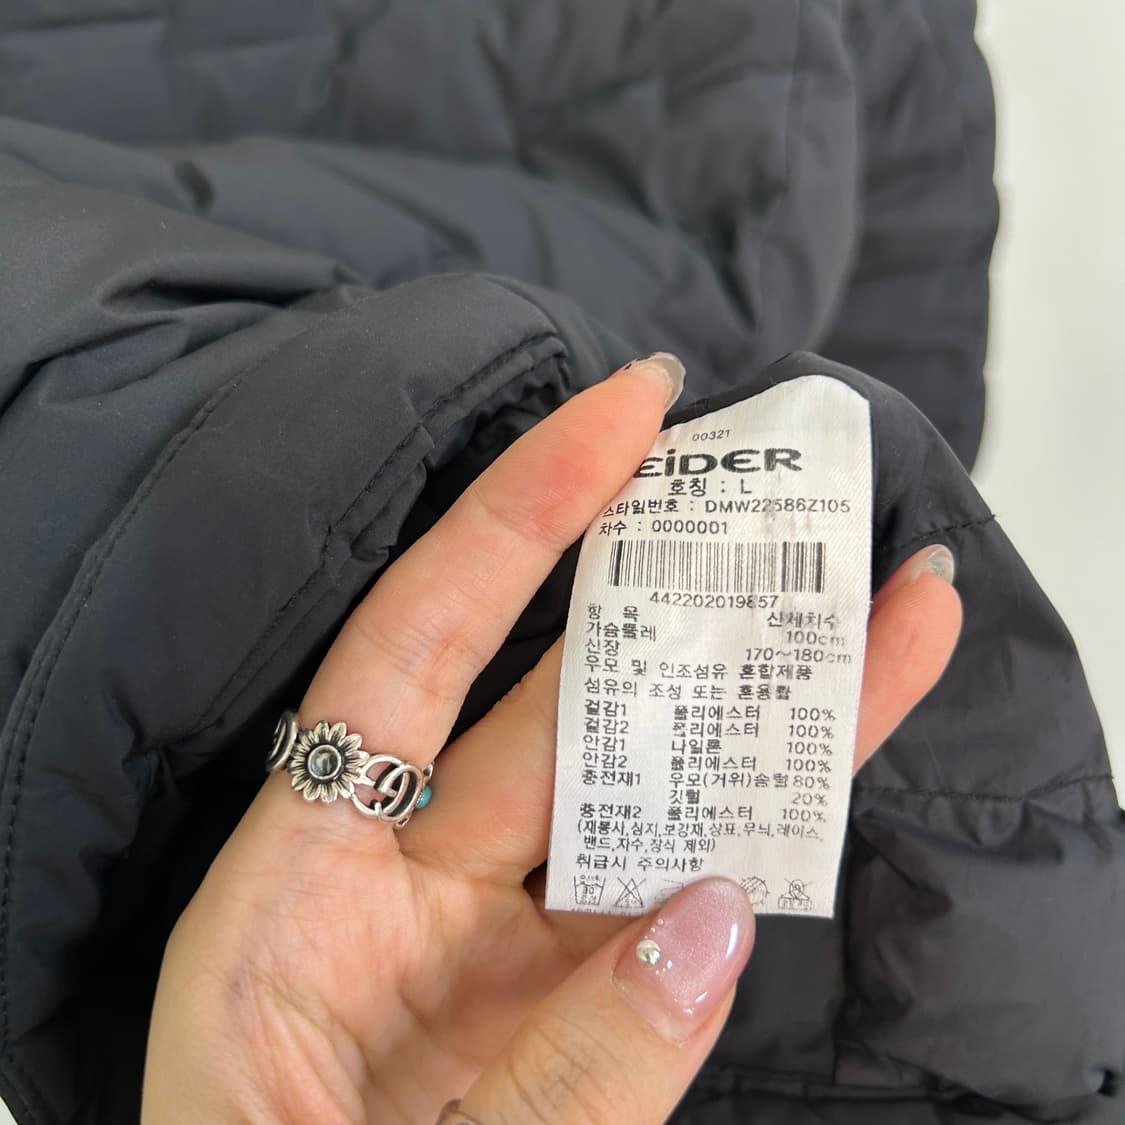 00321
EiDER
호칭 : L
스타일번호 : DMW22586Z105
차수 : 0000001
442202019857
항 목 신체치수
가슴둘레 100cm
신장 170~180cm
우모 및 인조섬유 혼합제품
섬유의 조성 또는 혼용률
겉감1 폴리에스터 100%
겉감2 폴리에스터 100%
안감1 나일론 100%
안감2 폴리에스터 100%
충전재1 우모(거위)솜털 80%
깃털 20%
충전재2 폴리에스터 100%
(재봉사,심지,보강재,상표,무늬,레이스,
밴드,자수,장식 제외)
취급시 주의사항
30